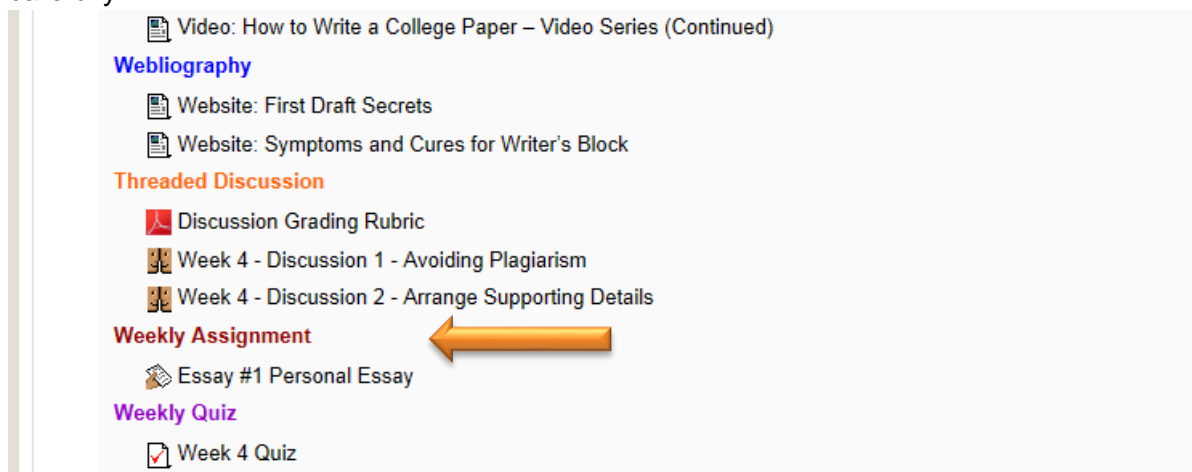 Video: How to Write a College Paper – Video Series (Continued)
Webliography
Website: First Draft Secrets
Website: Symptoms and Cures for Writer's Block
Threaded Discussion
Discussion Grading Rubric
Week 4 - Discussion 1 - Avoiding Plagiarism
Week 4 - Discussion 2 - Arrange Supporting Details
Weekly Assignment
Essay #1 Personal Essay
Weekly Quiz
Week 4 Quiz